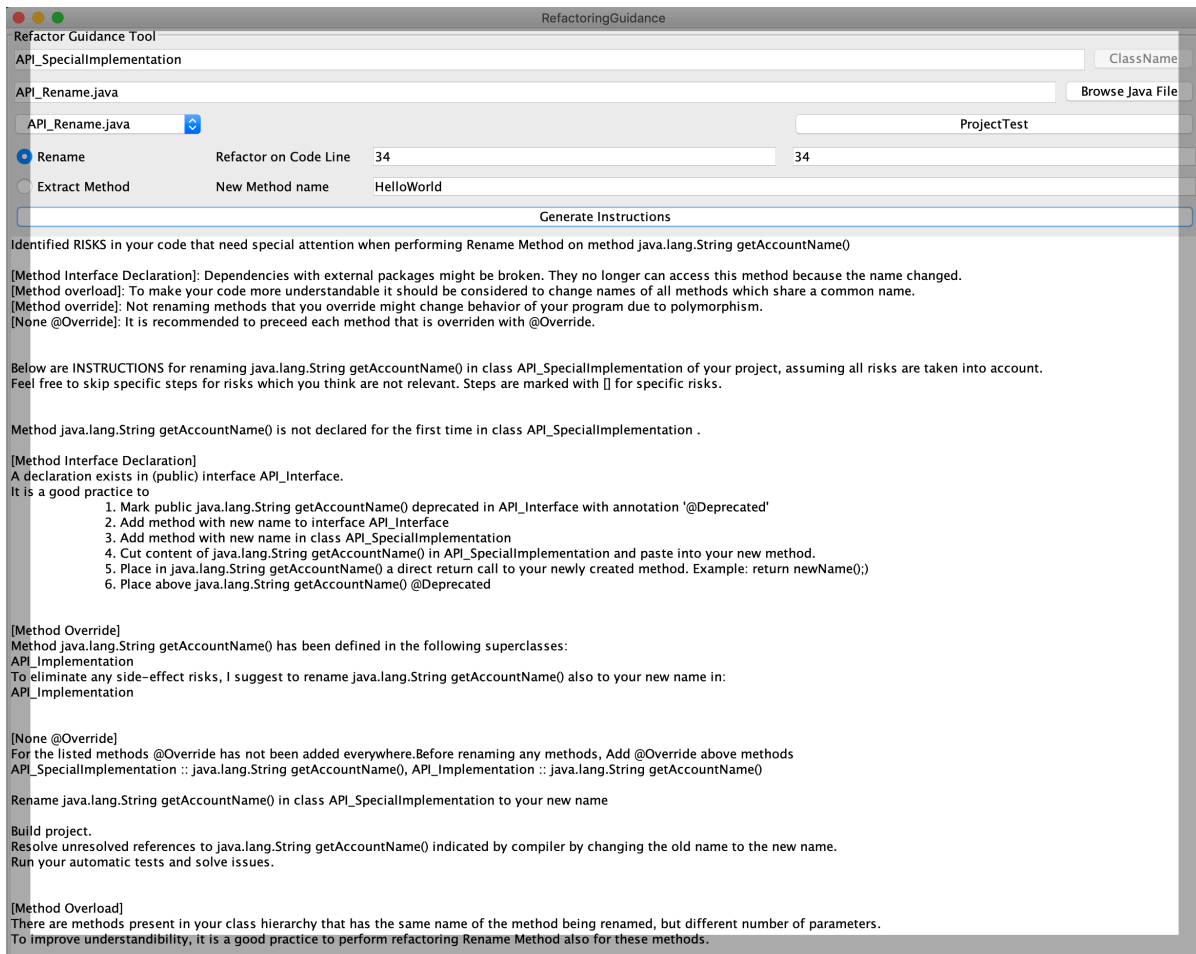 RefactoringGuidance
Refactor Guidance Tool
API_SpecialImplementation
ClassName
API_Rename.java
Browse Java File
API_Rename.java
ProjectTest
Rename
Refactor on Code Line
34
34
Extract Method
New Method name
HelloWorld
Generate Instructions
Identified RISKS in your code that need special attention when performing Rename Method on method java.lang.String getAccountName()
[Method Interface Declaration]: Dependencies with external packages might be broken. They no longer can access this method because the name changed.
[Method overload]: To make your code more understandable it should be considered to change names of all methods which share a common name.
[Method override]: Not renaming methods that you override might change behavior of your program due to polymorphism.
[None @Override]: It is recommended to preceed each method that is overriden with @Override.
Below are INSTRUCTIONS for renaming java.lang.String getAccountName() in class API_SpecialImplementation of your project, assuming all risks are taken into account.
Feel free to skip specific steps for risks which you think are not relevant. Steps are marked with [] for specific risks.
Method java.lang.String getAccountName() is not declared for the first time in class API_SpecialImplementation .
[Method Interface Declaration]
A declaration exists in (public) interface API_Interface.
It is a good practice to
1. Mark public java.lang.String getAccountName() deprecated in API_Interface with annotation '@Deprecated'
2. Add method with new name to interface API_Interface
3. Add method with new name in class API_SpecialImplementation
4. Cut content of java.lang.String getAccountName() in API_SpecialImplementation and paste into your new method.
5. Place in java.lang.String getAccountName() a direct return call to your newly created method. Example: return newName();)
6. Place above java.lang.String getAccountName() @Deprecated
[Method Override]
Method java.lang.String getAccountName() has been defined in the following superclasses:
API_Implementation
To eliminate any side-effect risks, I suggest to rename java.lang.String getAccountName() also to your new name in:
API_Implementation
[None @Override]
For the listed methods @Override has not been added everywhere.Before renaming any methods, Add @Override above methods
API_SpecialImplementation :: java.lang.String getAccountName(), API_Implementation :: java.lang.String getAccountName()
Rename java.lang.String getAccountName() in class API_SpecialImplementation to your new name
Build project.
Resolve unresolved references to java.lang.String getAccountName() indicated by compiler by changing the old name to the new name.
Run your automatic tests and solve issues.
[Method Overload]
There are methods present in your class hierarchy that has the same name of the method being renamed, but different number of parameters.
To improve understandibility, it is a good practice to perform refactoring Rename Method also for these methods.